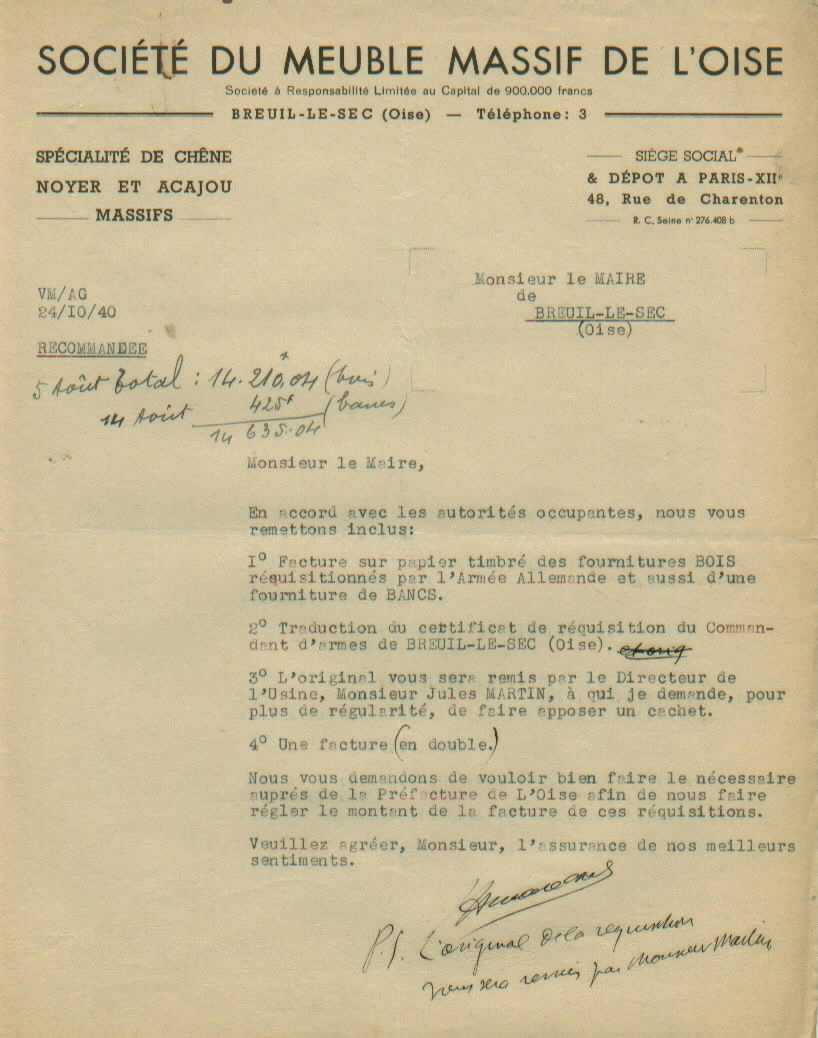 SOCIÉTÉ DU MEUBLE MASSIF DE L'OISE
Société à Responsabilité Limitée au Capital de 900.000 francs
BREUIL-LE-SEC (Oise) — Téléphone: 3
SPÉCIALITÉ DE CHÊNE
NOYER ET ACAJOU
MASSIFS
SIÈGE SOCIAL
& DÉPOT A PARIS-XIIe
48, Rue de Charenton
R. C. Seine n° 276.408 b
Monsieur le MAIRE
de
BREUIL-LE-SEC
(Oise)
VM/AG
24/IO/40
RECOMMANDEE
5 Août Total : 14.210,04 (bois)
14 Août 425f (bancs)
14 635.04
Monsieur le Maire,
En accord avec les autorités occupantes, nous vous
remettons inclus:
I° Facture sur papier timbré des fournitures BOIS
réquisitionnés par l'Armée Allemande et aussi d'une
fourniture de BANCS.
2° Traduction du certificat de réquisition du Comman-
dant d'armes de BREUIL-LE-SEC (Oise).
3° L'original vous sera remis par le Directeur de
l'Usine, Monsieur Jules MARTIN, à qui je demande, pour
plus de régularité, de faire apposer un cachet.
4° Une facture (en double.)
Nous vous demandons de vouloir bien faire le nécessaire
auprés de la Préfacture de L'Oise afin de nous faire
régler le montant de la facture de ces réquisitions.
Veuillez agréer, Monsieur, l'assurance de nos meilleurs
sentiments.
P.S. L'original de la requisition
vous sera remis par Monsieur Martin